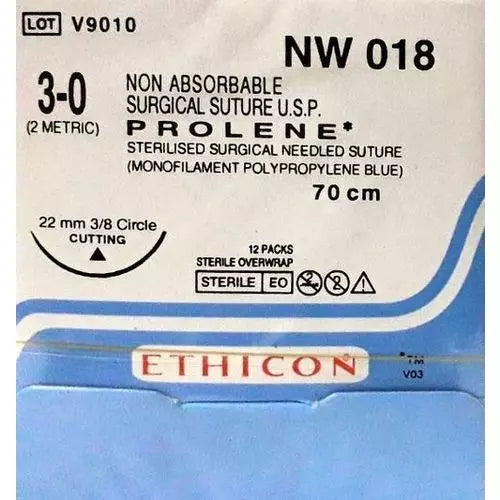 LOT V9010
NW 018
3-0
(2 METRIC)
NON ABSORBABLE
SURGICAL SUTURE U.S.P.
PROLENE*
STERILISED SURGICAL NEEDLED SUTURE
(MONOFILAMENT POLYPROPYLENE BLUE)
70 cm
22 mm 3/8 Circle
CUTTING
12 PACKS
STERILE OVERWRAP
STERILE EO
2
ETHICON
*TM
V03